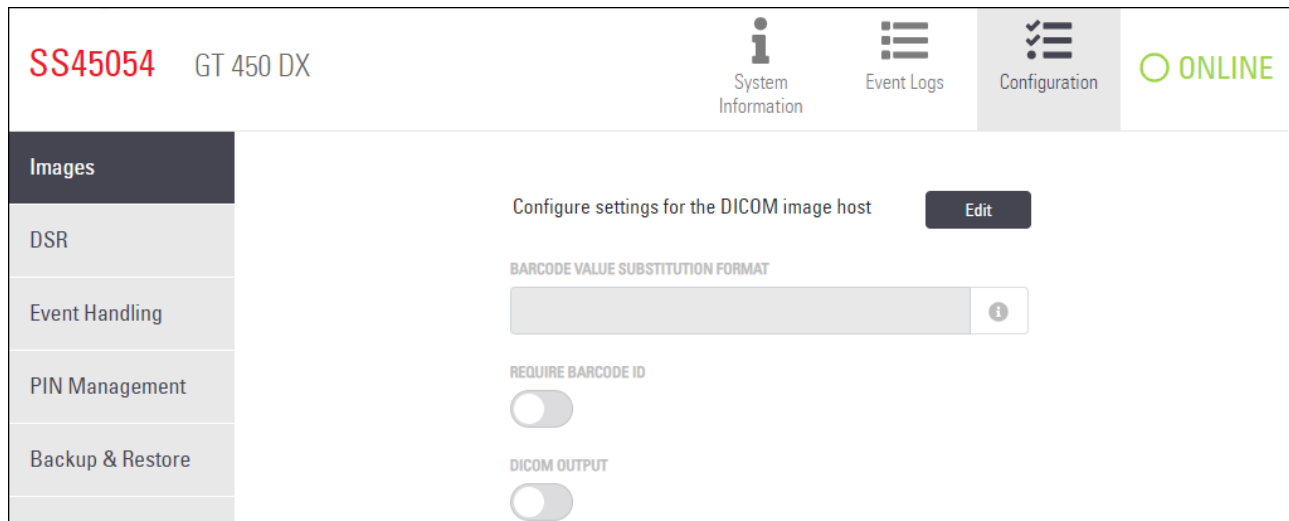 SS45054 GT 450 DX
System
Information
Event Logs
Configuration
ONLINE
Images
DSR
Event Handling
PIN Management
Backup & Restore
Configure settings for the DICOM image host
Edit
BARCODE VALUE SUBSTITUTION FORMAT
REQUIRE BARCODE ID
DICOM OUTPUT